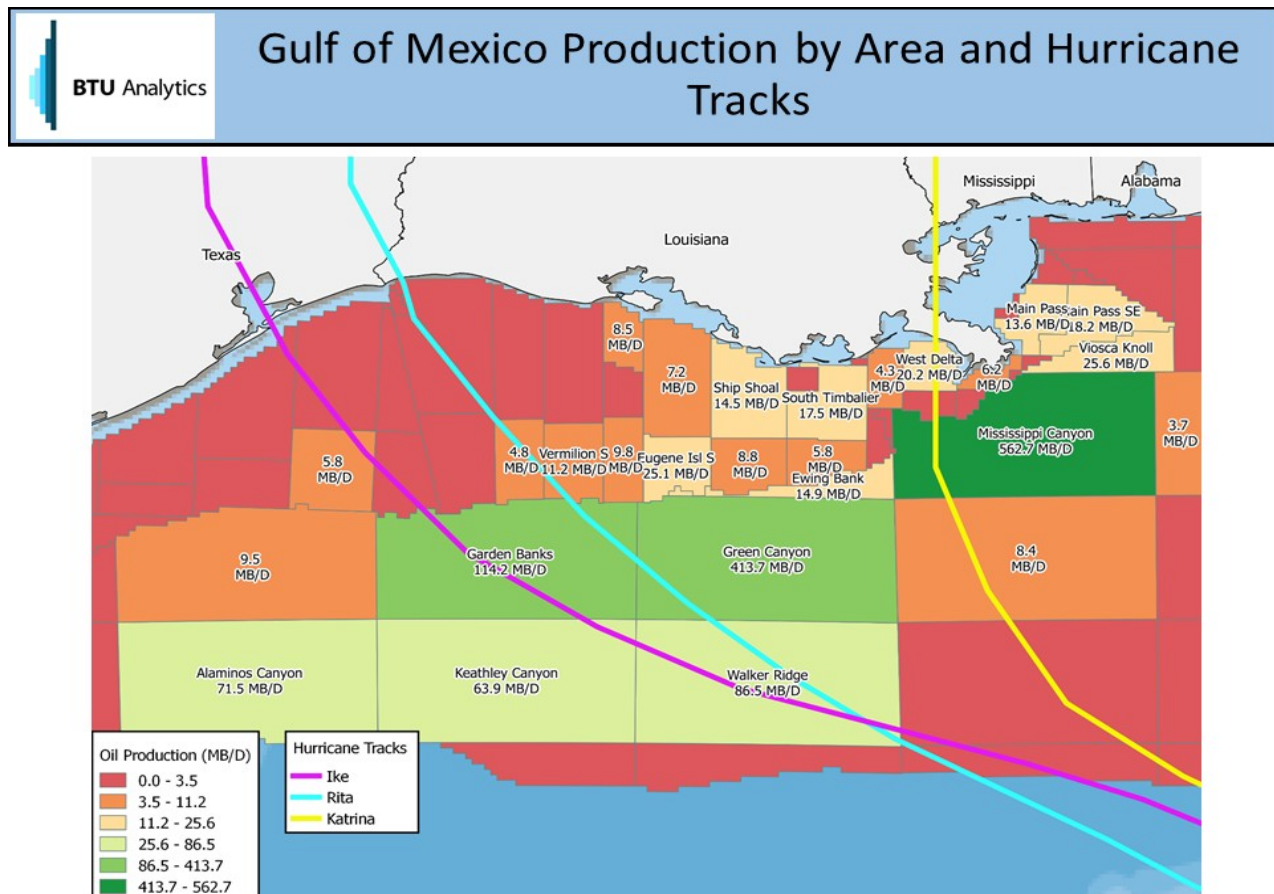 BTU Analytics
Gulf of Mexico Production by Area and Hurricane
Tracks
Mississippi
Alabama
Louisiana
Texas
Main Pass
13.6 MB/D
ain Pass SE
18.2 MB/D
8.5
MB/D
7.2
MB/D
Ship Shoal
14.5 MB/D
South Timbalier
17.5 MB/D
4.3
MB/D
West Delta
20.2 MB/D
6.2
MB/D
Viosca Knoll
25.6 MB/D
Mississippi Canyon
562.7 MB/D
3.7
MB/D
5.8
MB/D
4.8
MB/D
Vermilion S
11.2 MB/D
9.8
MB/D
Eugene Isl S
25.1 MB/D
8.8
MB/D
5.8
MB/D
Ewing Bank
14.9 MB/D
9.5
MB/D
Garden Banks
114.2 MB/D
Green Canyon
413.7 MB/D
8.4
MB/D
Alaminos Canyon
71.5 MB/D
Keathley Canyon
63.9 MB/D
Walker Ridge
86.5 MB/D
Oil Production (MB/D)
0.0 - 3.5
3.5 - 11.2
11.2 - 25.6
25.6 - 86.5
86.5 - 413.7
413.7 - 562.7
Hurricane Tracks
Ike
Rita
Katrina